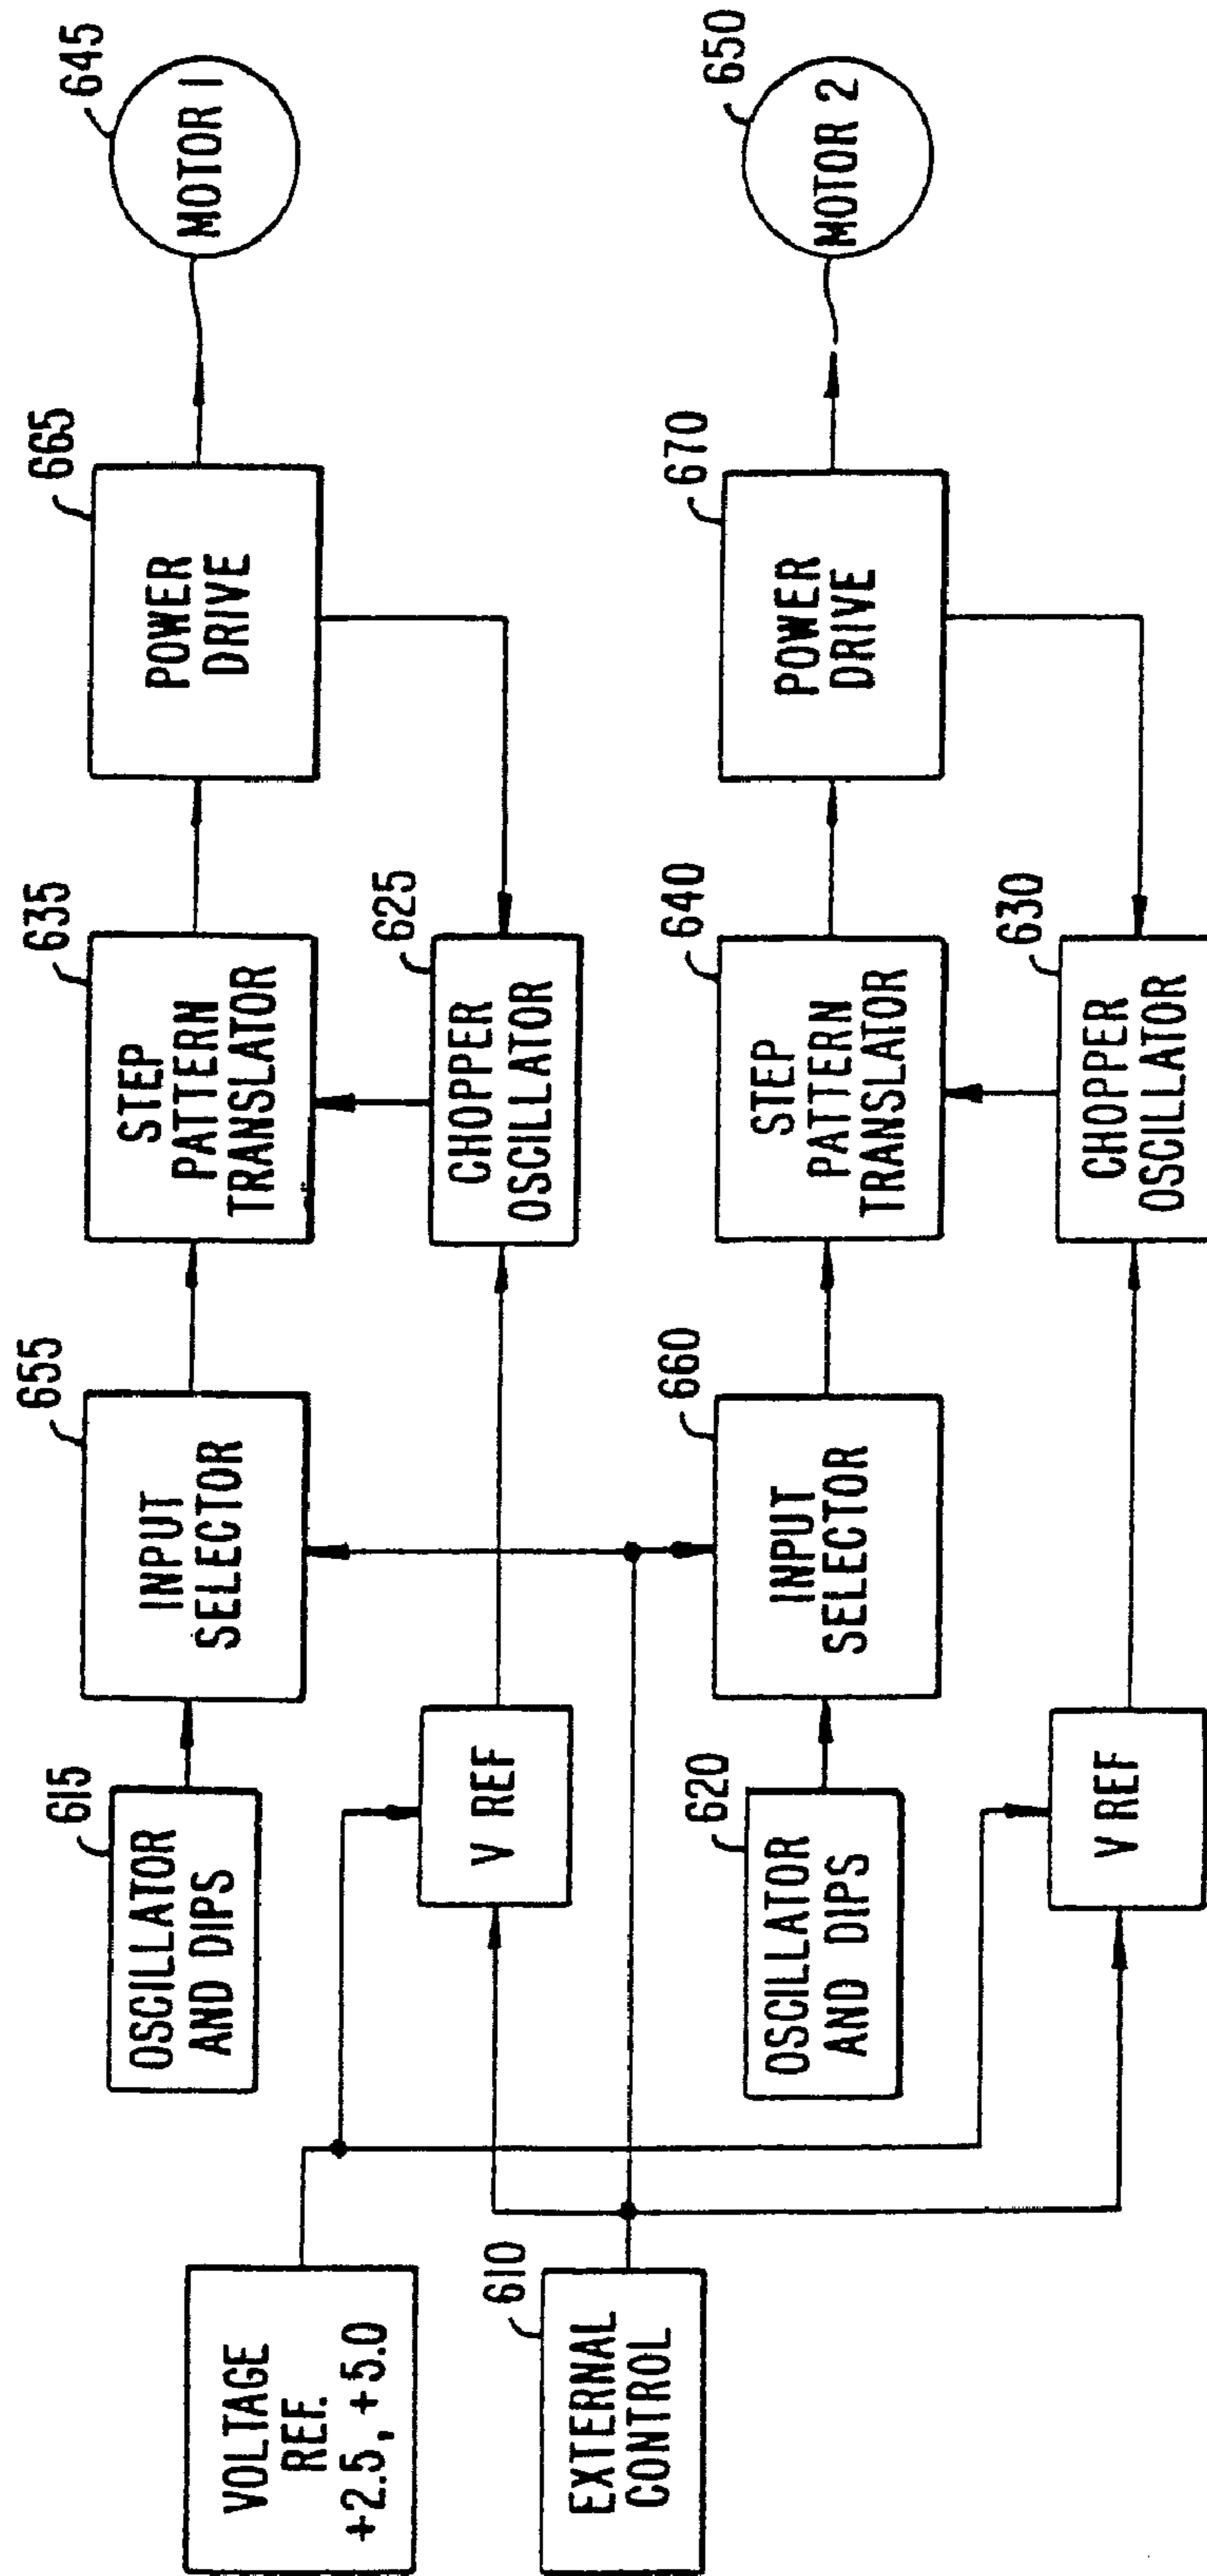 645
MOTOR 1
665
POWER
DRIVE
635
STEP
PATTERN
TRANSLATOR
625
CHOPPER
OSCILLATOR
655
INPUT
SELECTOR
615
OSCILLATOR
AND DIPS
V REF
VOLTAGE
REF.
+2.5, +5.0
610
EXTERNAL
CONTROL
650
MOTOR 2
670
POWER
DRIVE
640
STEP
PATTERN
TRANSLATOR
630
CHOPPER
OSCILLATOR
660
INPUT
SELECTOR
620
OSCILLATOR
AND DIPS
V REF